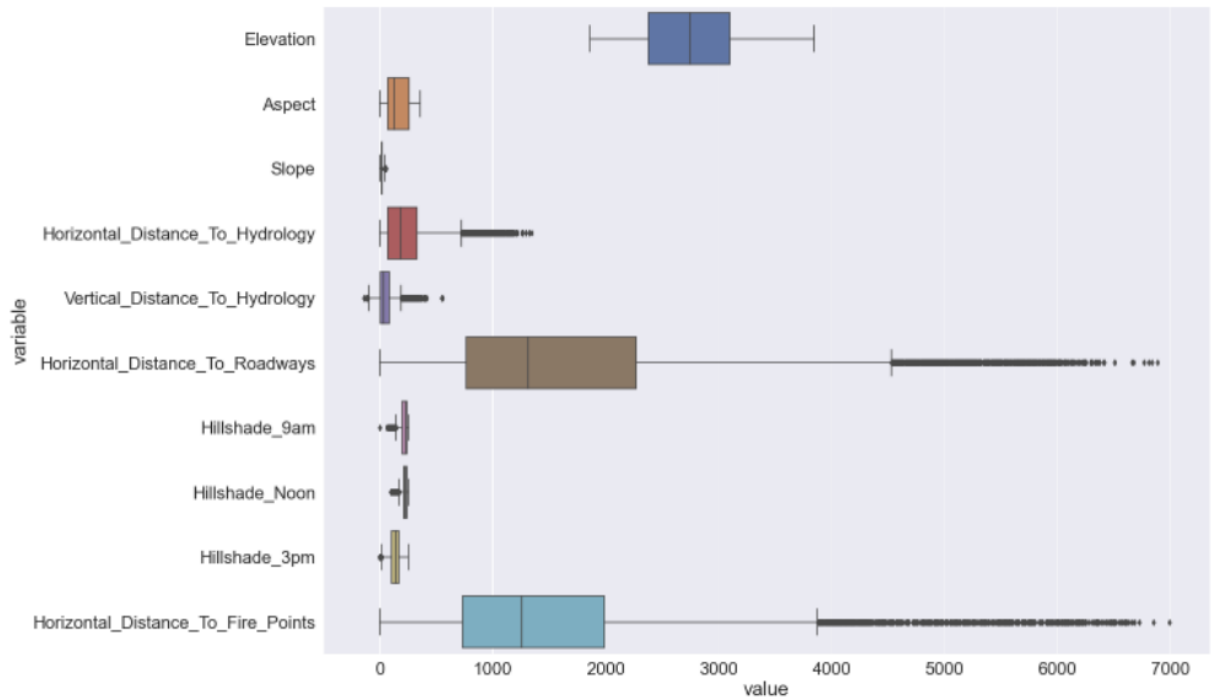 Elevation
Aspect
Slope
Horizontal_Distance_To_Hydrology
Vertical_Distance_To_Hydrology
Horizontal_Distance_To_Roadways
Hillshade_9am
Hillshade_Noon
Hillshade_3pm
Horizontal_Distance_To_Fire_Points
variable
0 1000 2000 3000 4000 5000 6000 7000
value